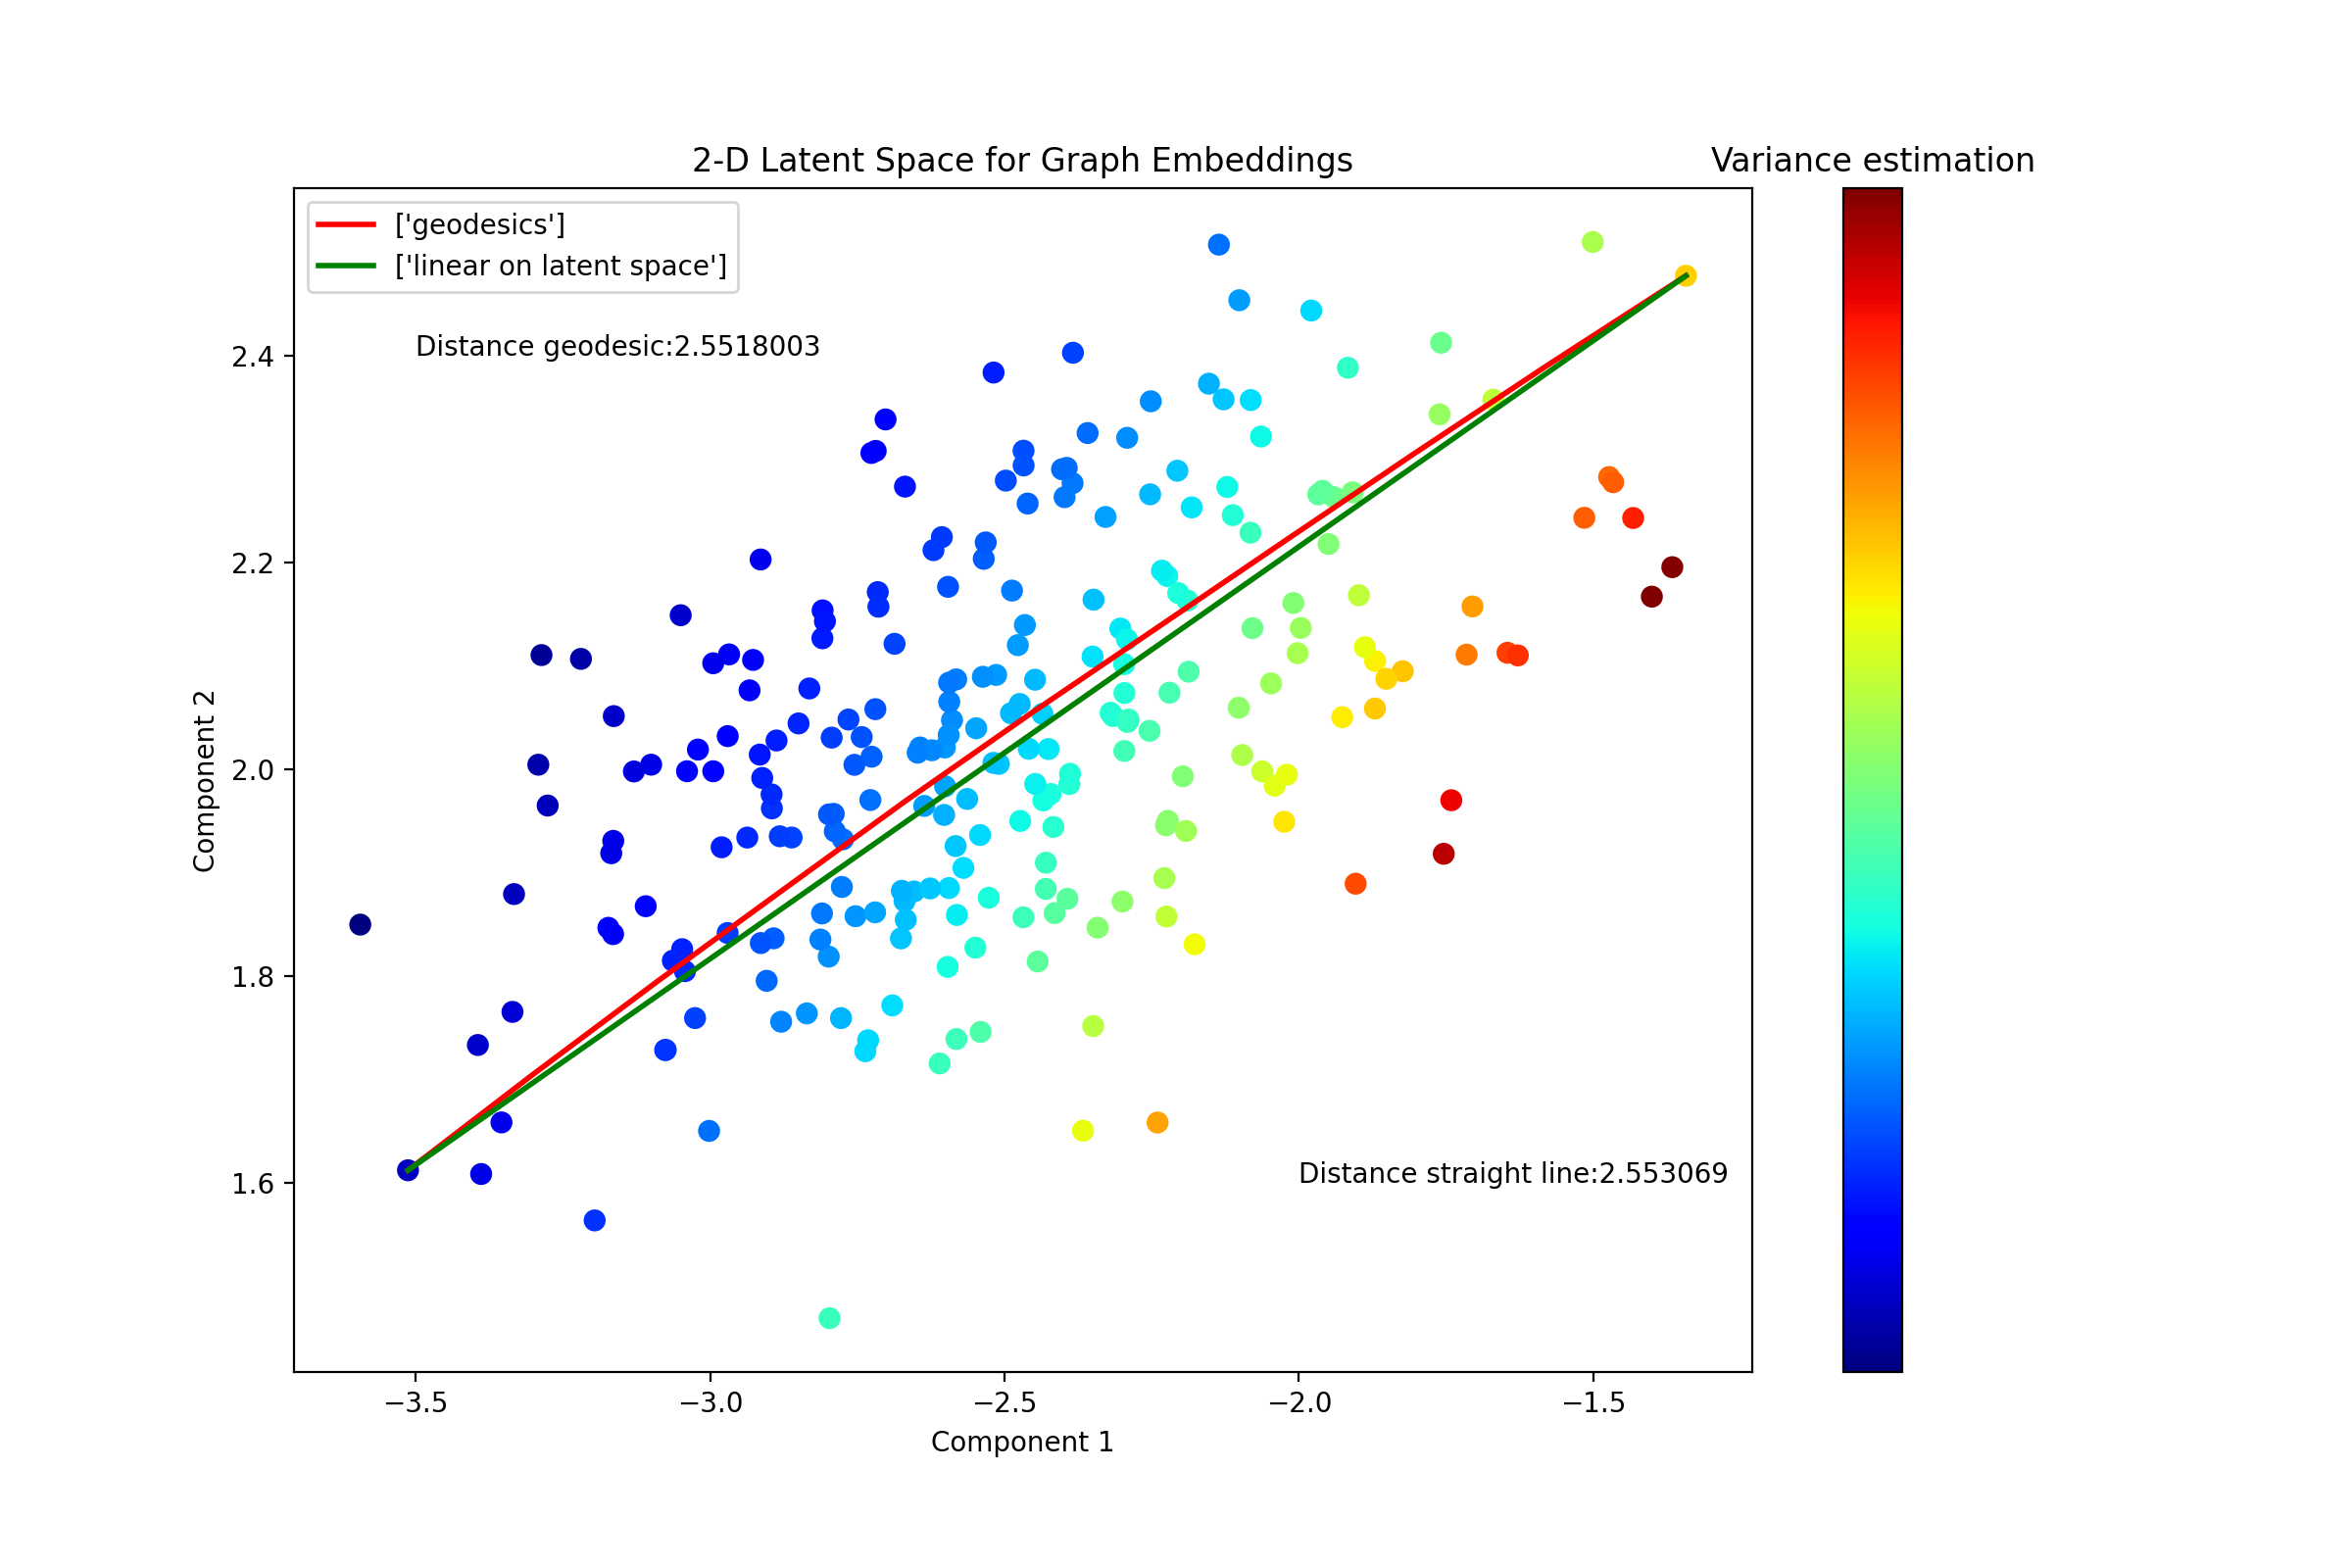 2-D Latent Space for Graph Embeddings
Variance estimation
['geodesics']
['linear on latent space']
Distance geodesic:2.5518003
Distance straight line:2.553069
Component 2
2.4
2.2
2.0
1.8
1.6
−3.5
−3.0
−2.5
−2.0
−1.5
Component 1